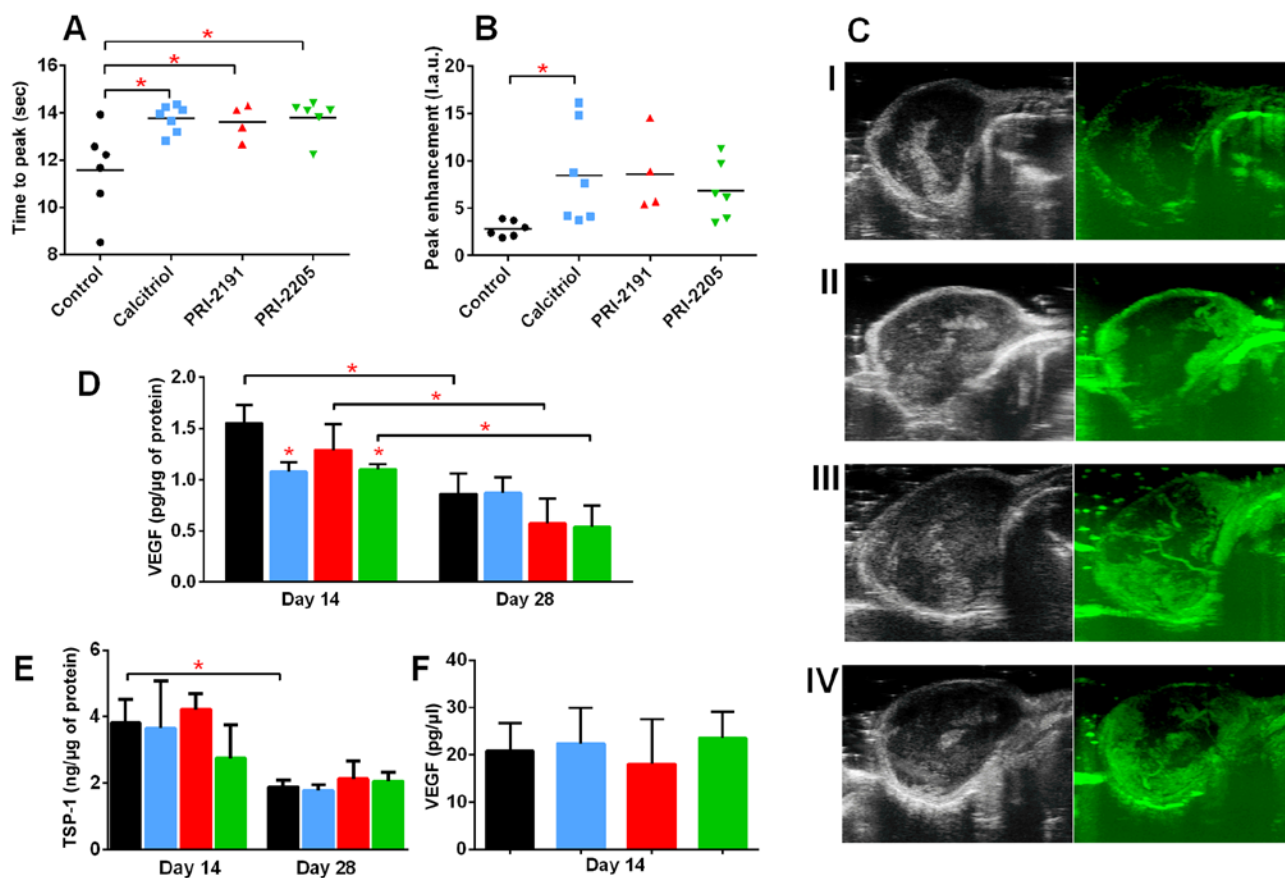 A
Time to peak (sec)
16
14
12
10
8
*
*
*
Control
Calcitriol
PRI-2191
PRI-2205
B
Peak enhancement (l.a.u.)
20
15
10
5
0
*
Control
Calcitriol
PRI-2191
PRI-2205
C
I
II
III
IV
D
VEGF (pg/µg of protein)
2.0
1.5
1.0
0.5
0.0
*
*
*
*
*
Day 14
Day 28
E
TSP-1 (ng/µg of protein)
6
4
2
0
*
Day 14
Day 28
F
VEGF (pg/µl)
40
30
20
10
0
Day 14